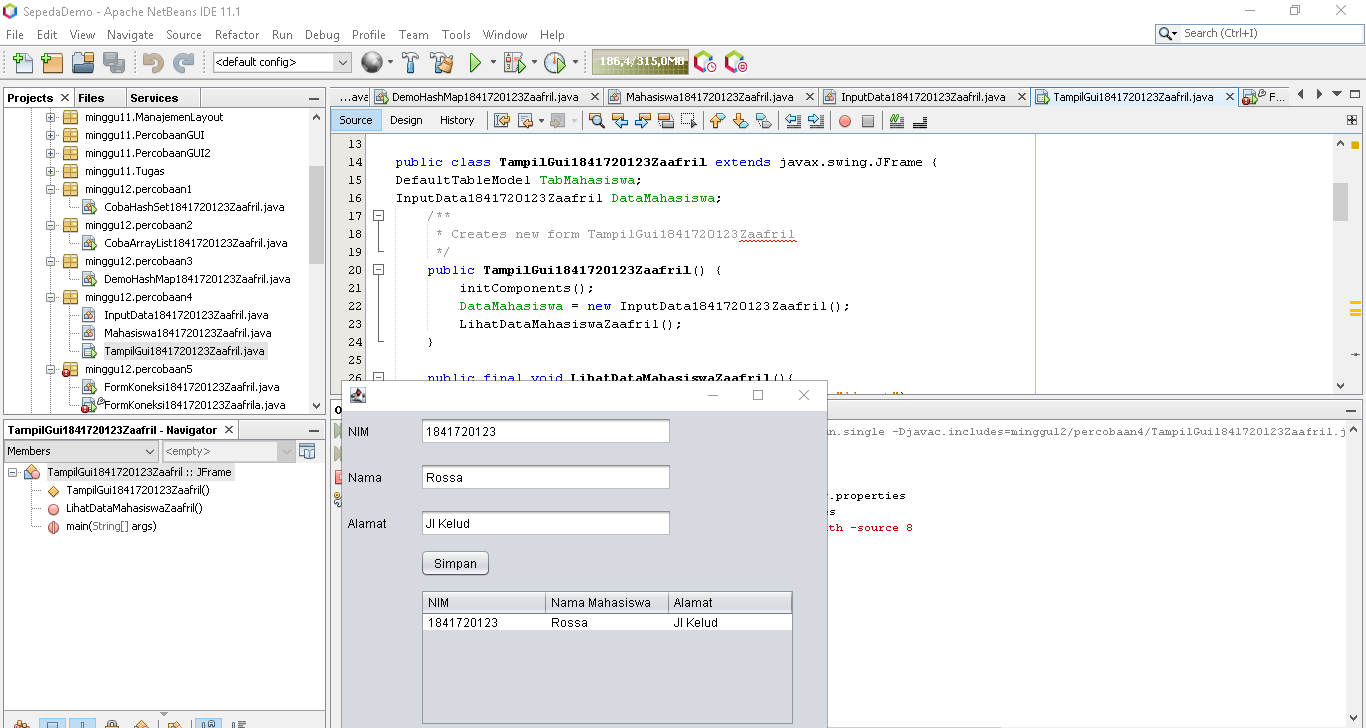 SepedaDemo - Apache NetBeans IDE 11.1
File Edit View Navigate Source Refactor Run Debug Profile Team Tools Window Help
Search (Ctrl+I)
<default config>
186,4/315,0MB
Projects Files Services
minggu11.ManajemenLayout
minggu11.PercobaanGUI
minggu11.PercobaanGUI2
minggu11.Tugas
minggu12.percobaan1
CobaHashSet1841720123Zaafril.java
minggu12.percobaan2
CobaArrayList1841720123Zaafril.java
minggu12.percobaan3
DemoHashMap1841720123Zaafril.java
minggu12.percobaan4
InputData1841720123Zaafril.java
Mahasiswa1841720123Zaafril.java
TampilGui1841720123Zaafril.java
minggu12.percobaan5
FormKoneksi1841720123Zaafril.java
FormKoneksi1841720123Zaafrila.java
TampilGui1841720123Zaafril - Navigator
Members <empty>
TampilGui1841720123Zaafril :: JFrame
TampilGui1841720123Zaafril()
LihatDataMahasiswaZaafril()
main(String[] args)
...ava DemoHashMap1841720123Zaafril.java Mahasiswa1841720123Zaafril.java InputData1841720123Zaafril.java TampilGui1841720123Zaafril.java F...
Source Design History
13
14 public class TampilGui1841720123Zaafril extends javax.swing.JFrame {
15 DefaultTableModel TabMahasiswa;
16 InputData1841720123Zaafril DataMahasiswa;
17 /**
18 * Creates new form TampilGui1841720123Zaafril
19 */
20 public TampilGui1841720123Zaafril() {
21 initComponents();
22 DataMahasiswa = new InputData1841720123Zaafril();
23 LihatDataMahasiswaZaafril();
24 }
25
26 public final void LihatDataMahasiswaZaafril(){
n.single -Djavac.includes=minggu12/percobaan4/TampilGui1841720123Zaafril.j
.properties
s
th -source 8
NIM 1841720123
Nama Rossa
Alamat Jl Kelud
Simpan
NIM Nama Mahasiswa Alamat
1841720123 Rossa Jl Kelud